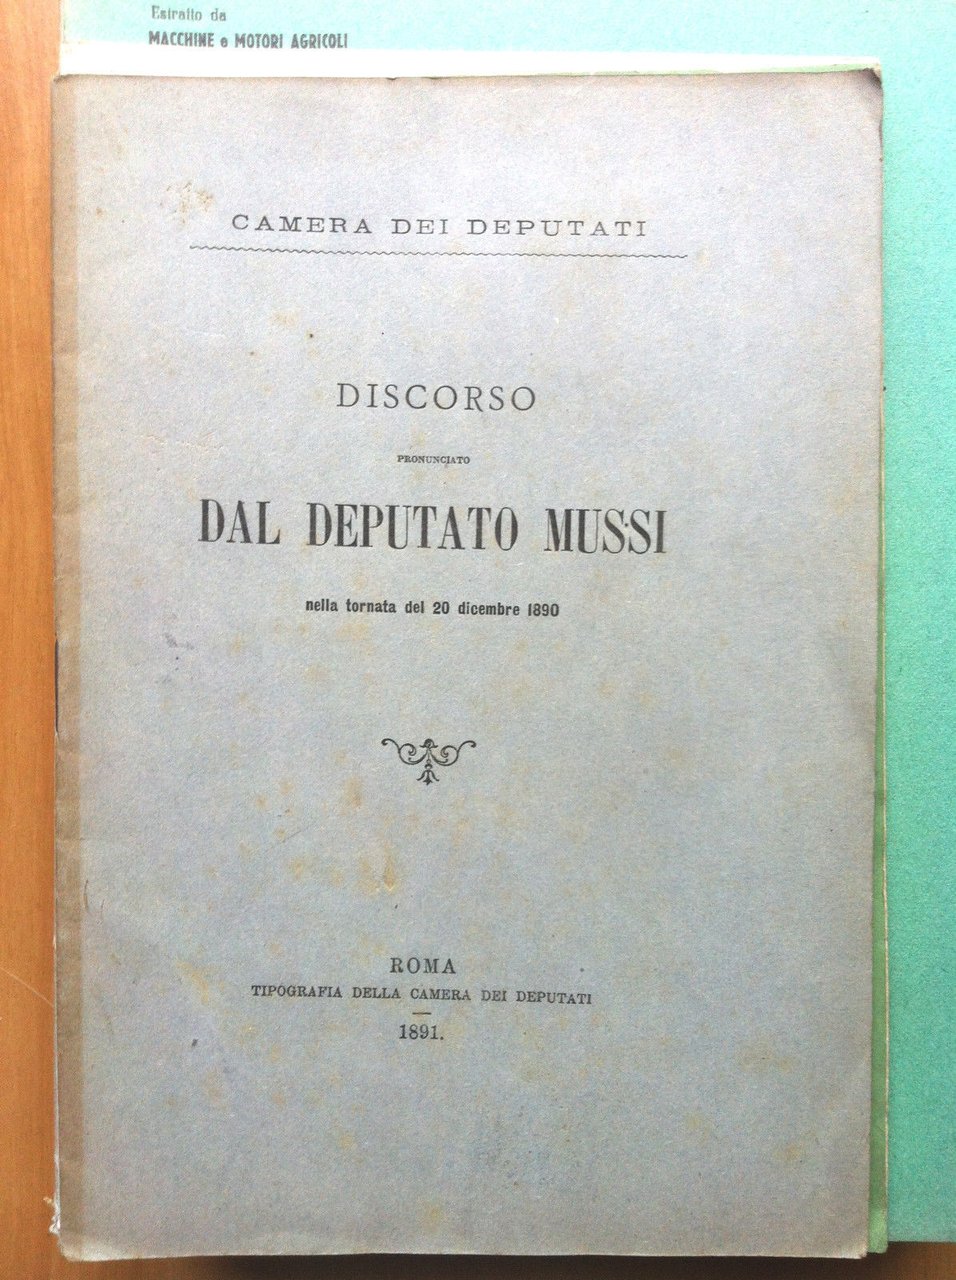 Estratto da
MACCHINE e MOTORI AGRICOLI
CAMERA DEI DEPUTATI
DISCORSO
PRONUNCIATO
DAL DEPUTATO MUSSI
nella tornata del 20 dicembre 1890
ROMA
TIPOGRAFIA DELLA CAMERA DEI DEPUTATI
1891.